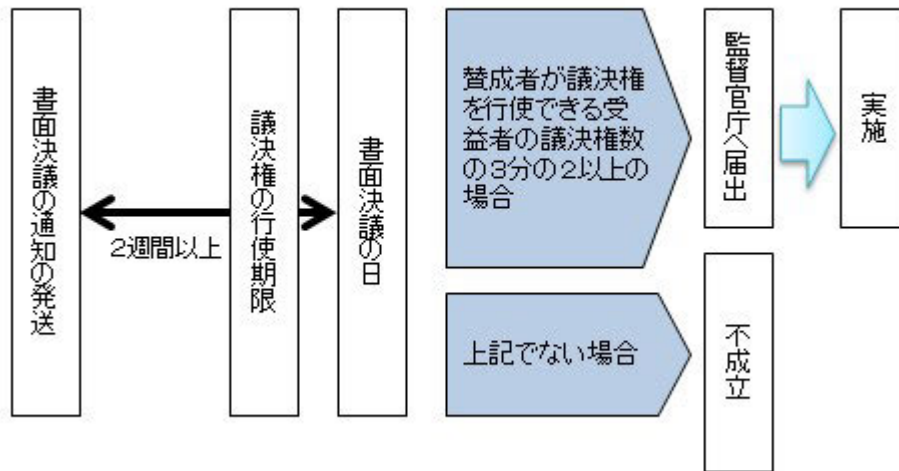 書面決議の通知の発送
2週間以上
議決権の行使期限
書面決議の日
賛成者が議決権
を行使できる受
益者の議決権数
の3分の2以上の
場合
監督官庁へ届出
実施
上記でない場合
不成立